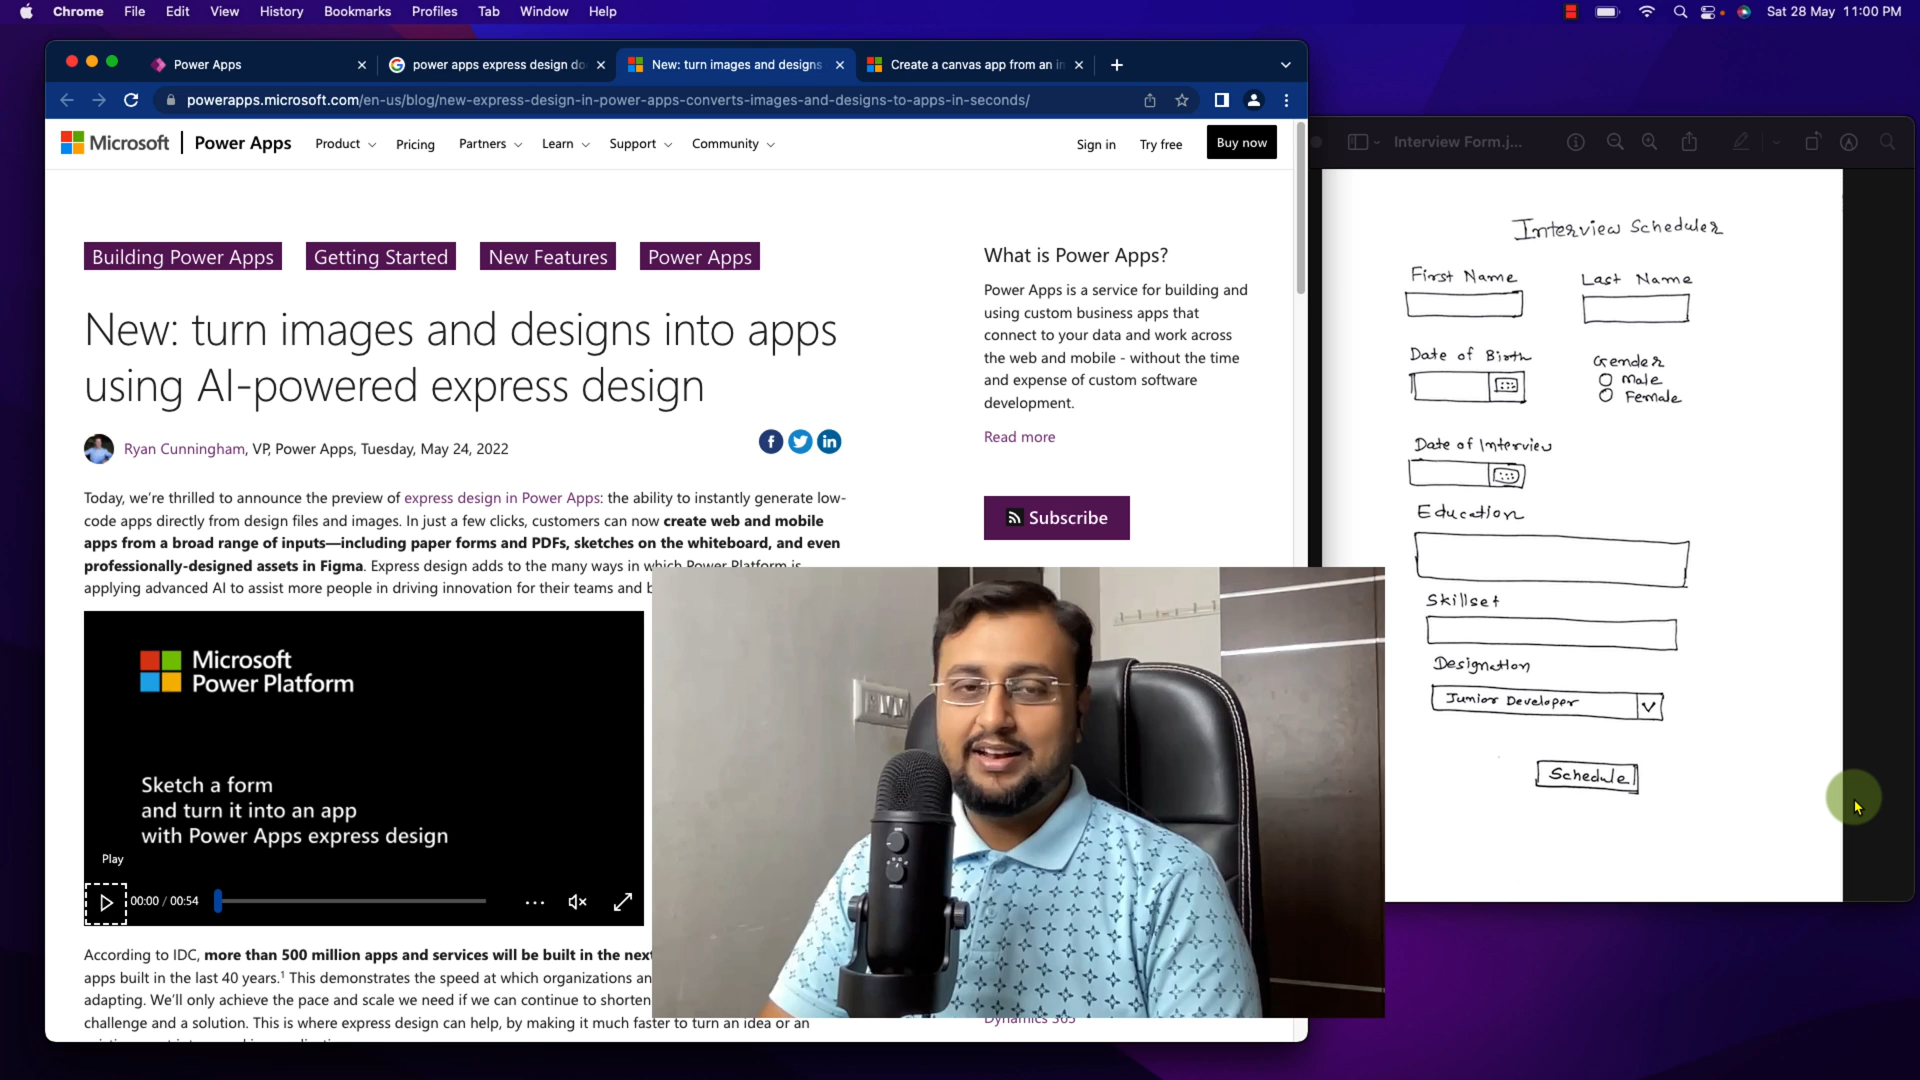 Chrome File Edit View History Bookmarks Profiles Tab Window Help
Sat 28 May 11:00 PM
Power Apps
power apps express design do
New: turn images and designs
Create a canvas app from an i
powerapps.microsoft.com/en-us/blog/new-express-design-in-power-apps-converts-images-and-designs-to-apps-in-seconds/
Microsoft Power Apps Product Pricing Partners Learn Support Community Sign in Try free Buy now
Building Power Apps Getting Started New Features Power Apps
New: turn images and designs into apps
using AI-powered express design
Ryan Cunningham, VP, Power Apps, Tuesday, May 24, 2022
Today, we're thrilled to announce the preview of express design in Power Apps: the ability to instantly generate low-
code apps directly from design files and images. In just a few clicks, customers can now create web and mobile
apps from a broad range of inputs—including paper forms and PDFs, sketches on the whiteboard, and even
professionally-designed assets in Figma. Express design adds to the many ways in which Power Platform is
applying advanced AI to assist more people in driving innovation for their teams and
Microsoft
Power Platform
Sketch a form
and turn it into an app
with Power Apps express design
Play
00:00 / 00:54
According to IDC, more than 500 million apps and services will be built in the next
apps built in the last 40 years.¹ This demonstrates the speed at which organizations
adapting. We'll only achieve the pace and scale we need if we can continue to shorten
challenge and a solution. This is where express design can help, by making it much faster to turn an idea or an
What is Power Apps?
Power Apps is a service for building and
using custom business apps that
connect to your data and work across
the web and mobile - without the time
and expense of custom software
development.
Read more
Subscribe
Dynamics 365
Interview Form.j...
Interview Scheduler
First Name
Last Name
Date of Birth
Gender
Male
Female
Date of Interview
Education
Skillset
Designation
Junior Developer
Schedule